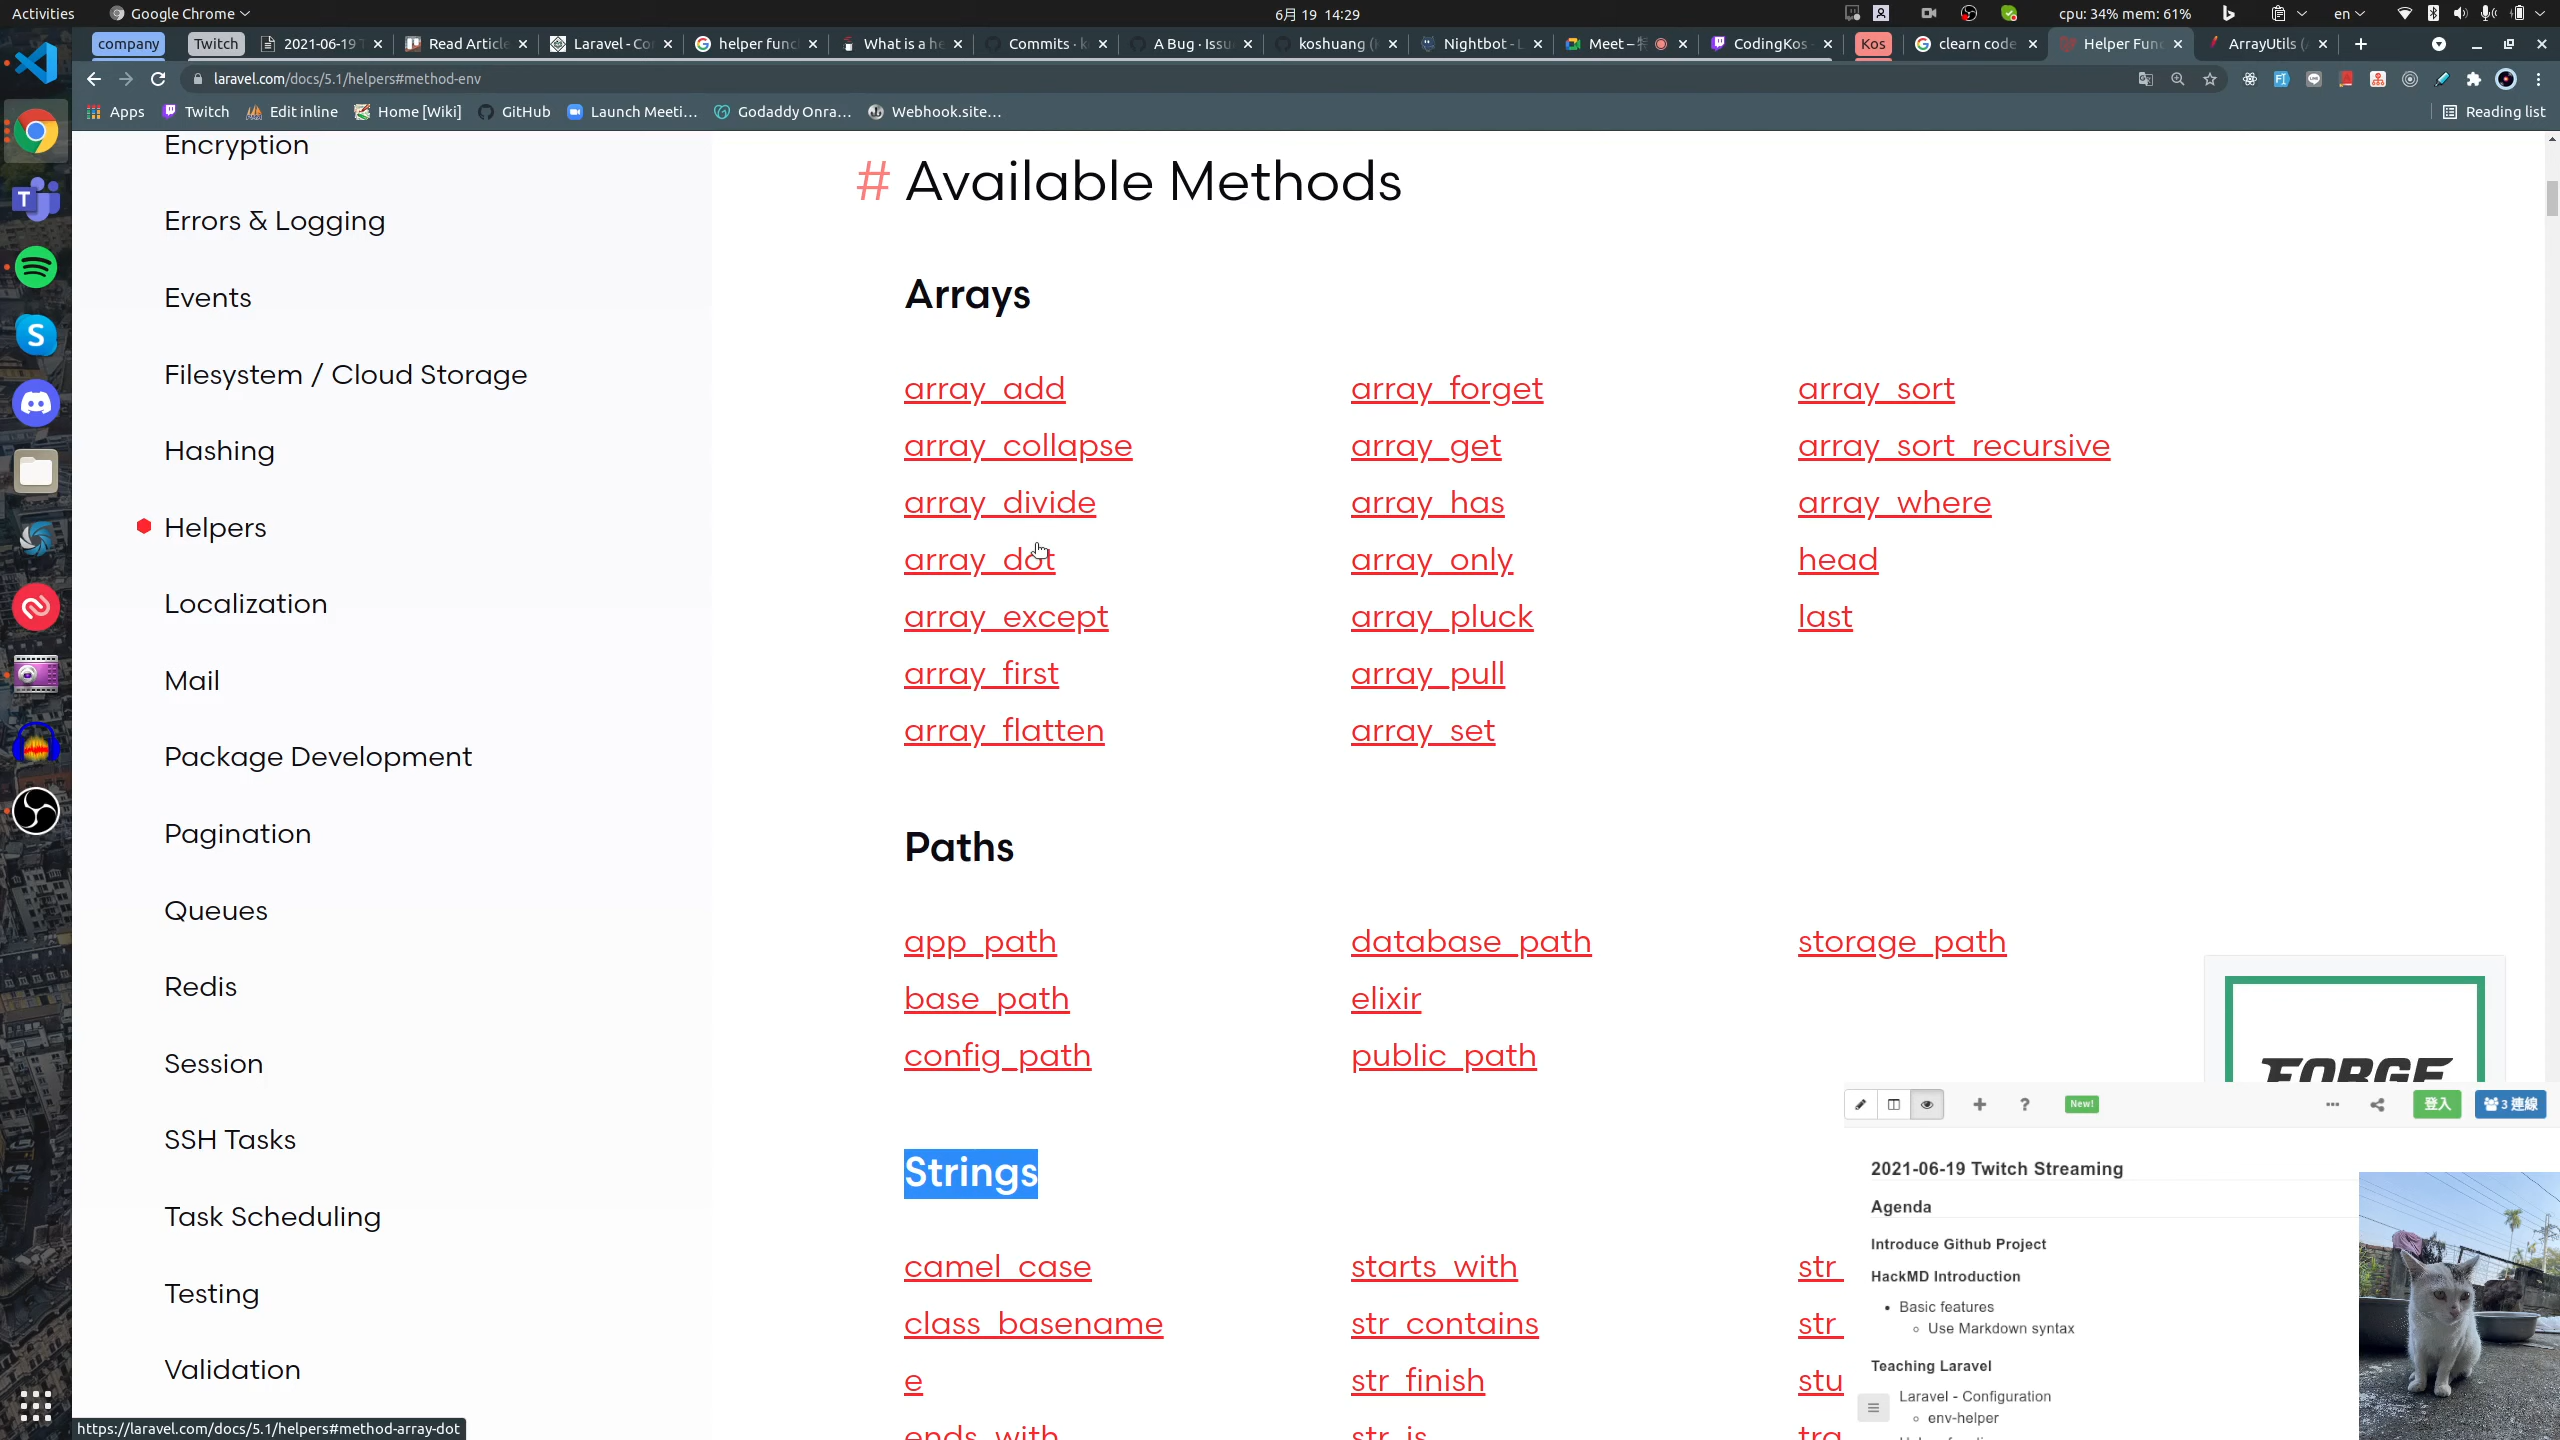 Activities
Google Chrome
6月 19 14:29
cpu: 34% mem: 61%
en
company
Twitch
2021-06-19
Read Article
Laravel - Co
helper func
What is a he
Commits · k
A Bug · Issu
koshuang (
Nightbot - L
Meet –
CodingKos
Kos
clearn code
Helper Func
ArrayUtils (
laravel.com/docs/5.1/helpers#method-env
Apps
Twitch
Edit inline
Home [Wiki]
GitHub
Launch Meeti...
Godaddy Onra...
Webhook.site...
Reading list
Encryption
Errors & Logging
Events
Filesystem / Cloud Storage
Hashing
Helpers
Localization
Mail
Package Development
Pagination
Queues
Redis
Session
SSH Tasks
Task Scheduling
Testing
Validation
# Available Methods
Arrays
array_add
array_collapse
array_divide
array_dot
array_except
array_first
array_flatten
array_forget
array_get
array_has
array_only
array_pluck
array_pull
array_set
array_sort
array_sort_recursive
array_where
head
last
Paths
app_path
base_path
config_path
database_path
elixir
public_path
storage_path
Strings
camel_case
class_basename
e
ends_with
starts_with
str_contains
str_finish
str_is
str_
str_
stu
tra
FORGE
New!
登入
3 連線
2021-06-19 Twitch Streaming
Agenda
Introduce Github Project
HackMD Introduction
Basic features
Use Markdown syntax
Teaching Laravel
Laravel - Configuration
env-helper
https://laravel.com/docs/5.1/helpers#method-array-dot